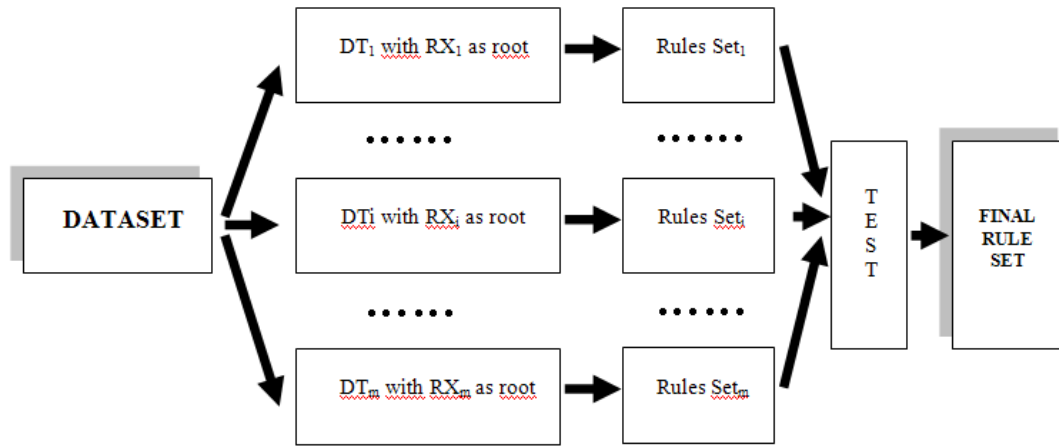 DT₁ with RX₁ as root
Rules Set₁
DATASET
DTi with RXᵢ as root
Rules Setᵢ
T
E
S
T
FINAL
RULE
SET
DTₘ with RXₘ as root
Rules Setₘ